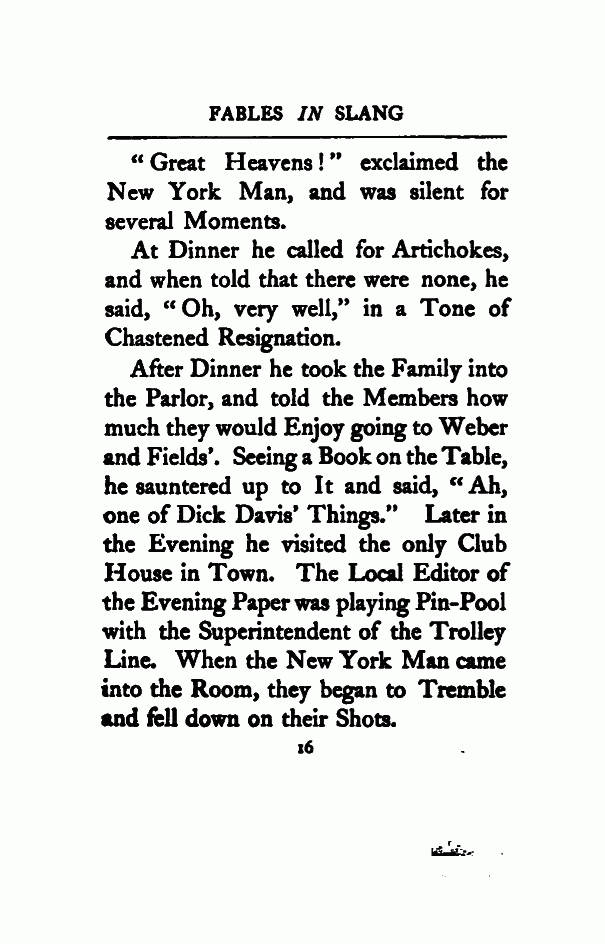 FABLES IN SLANG
“ Great Heavens! ” exclaimed the
New York Man, and was silent for
several Moments.
At Dinner he called for Artichokes,
and when told that there were none, he
said, “ Oh, very well,” in a Tone of
Chastened Resignation.
After Dinner he took the Family into
the Parlor, and told the Members how
much they would Enjoy going to Weber
and Fields’. Seeing a Book on the Table,
he sauntered up to It and said, “ Ah,
one of Dick Davis’ Things.” Later in
the Evening he visited the only Club
House in Town. The Local Editor of
the Evening Paper was playing Pin-Pool
with the Superintendent of the Trolley
Line. When the New York Man came
into the Room, they began to Tremble
and fell down on their Shots.
16